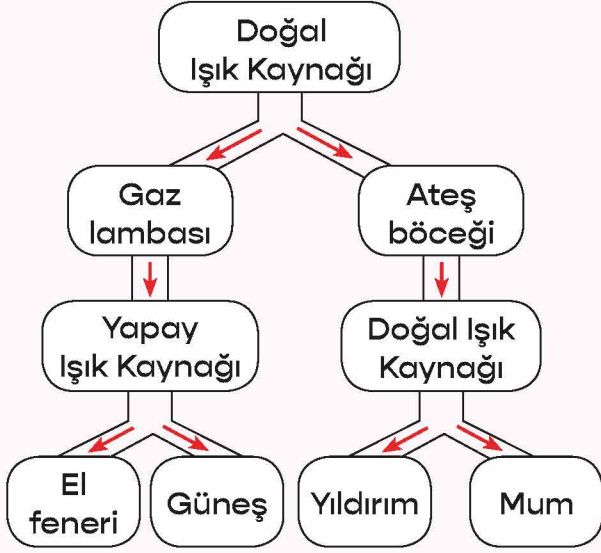 Doğal
Işık Kaynağı
Gaz
lambası
Ateş
böceği
Yapay
Işık Kaynağı
Doğal Işık
Kaynağı
El
feneri
Güneş
Yıldırım
Mum